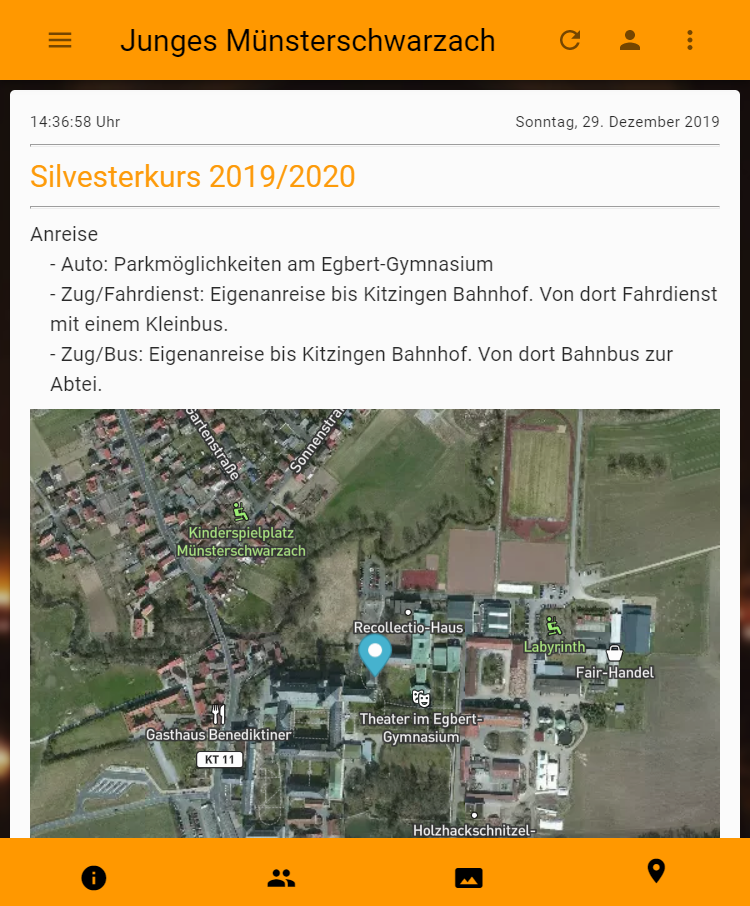 Junges Münsterschwarzach
14:36:58 Uhr
Sonntag, 29. Dezember 2019
Silvesterkurs 2019/2020
Anreise
- Auto: Parkmöglichkeiten am Egbert-Gymnasium
- Zug/Fahrdienst: Eigenanreise bis Kitzingen Bahnhof. Von dort Fahrdienst
mit einem Kleinbus.
- Zug/Bus: Eigenanreise bis Kitzingen Bahnhof. Von dort Bahnbus zur
Abtei.
Gartenstraße
Sonnenstra
Kinderspielplatz
Münsterschwarzach
Recollectio-Haus
Labyrinth
Fair-Handel
Theater im Egbert-
Gymnasium
Gasthaus Benediktiner
KT 11
Holzhackschnitzel-